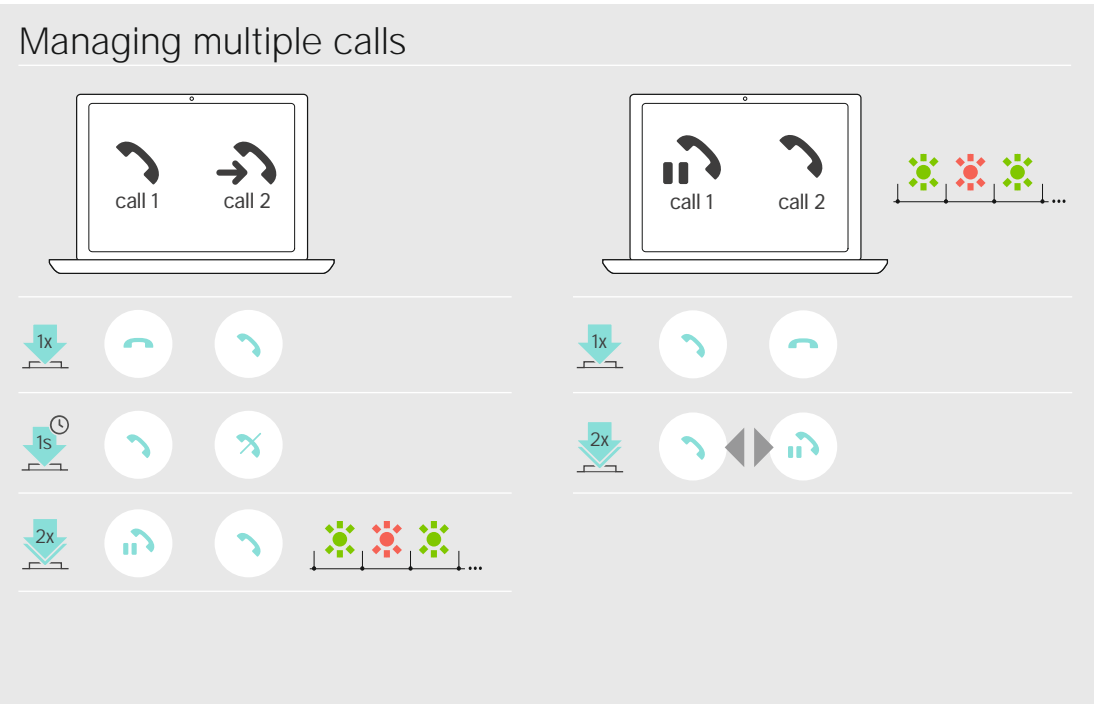 Managing multiple calls
call 1
call 2
call 1
call 2
1x
1s
2x
...
1x
2x
...